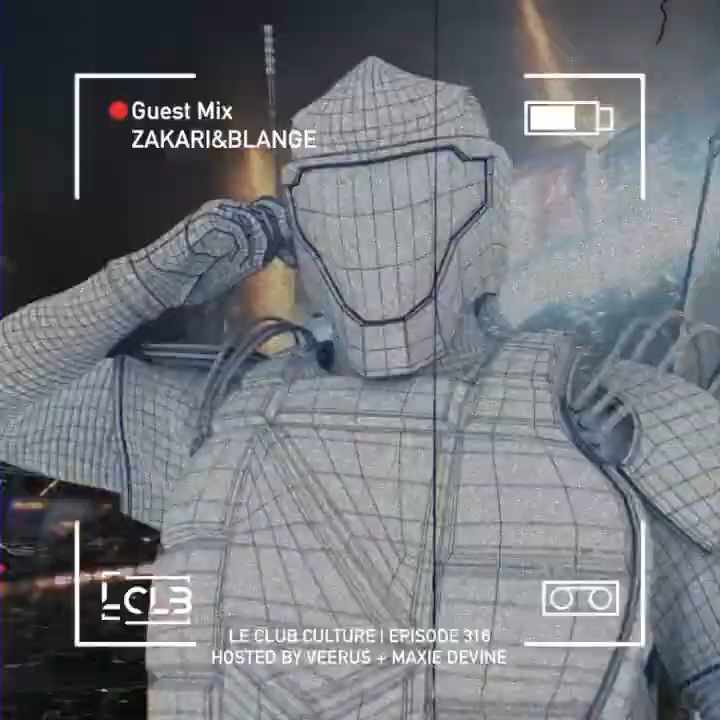 Guest Mix
ZAKARI&BLANGE
LCLB
LE CLUB CULTURE | EPISODE 316
HOSTED BY VEERUS + MAXIE DEVINE